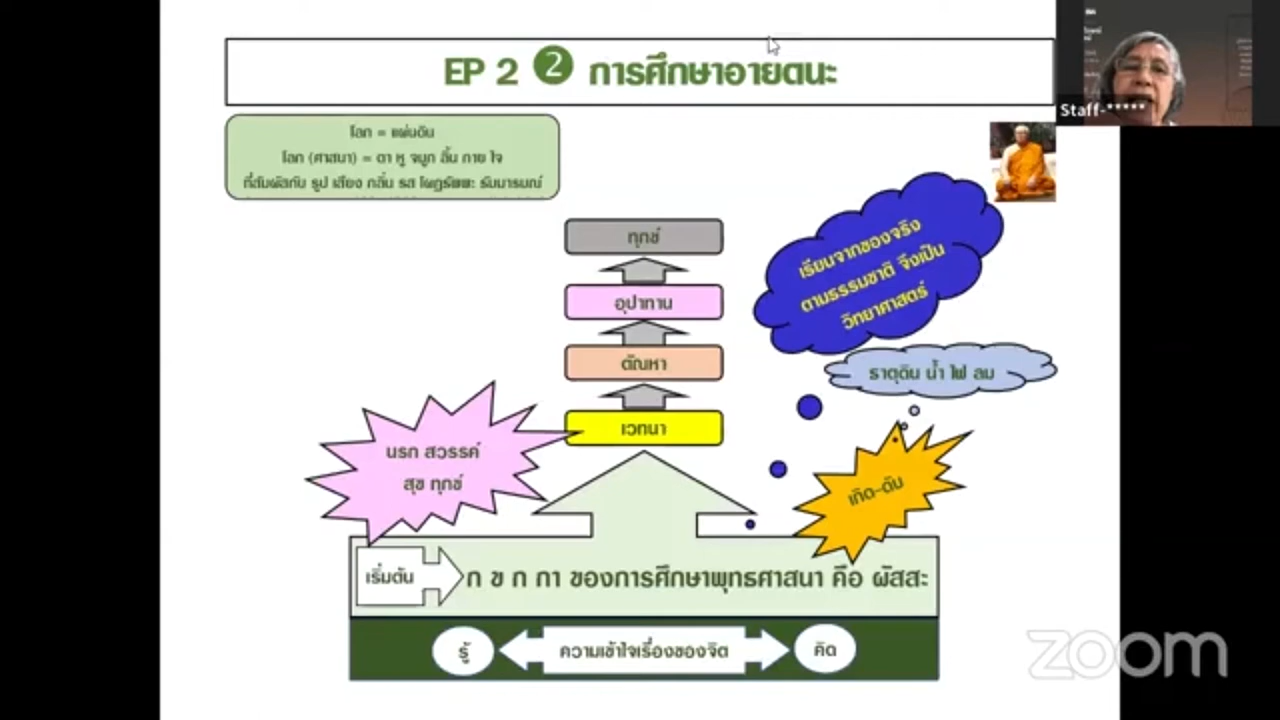 EP 2 ❷ การศึกษาอายตนะ
Staff-*****
โลก = แผ่นดิน
โลก (ศาสนา) = ตา หู จมูก ลิ้น กาย ใจ
ที่สัมผัสกับ รูป เสียง กลิ่น รส โผฏฐัพพะ ธัมมารมณ์
ทุกข์
อุปาทาน
ตัณหา
เวทนา
เรียนจากของจริง
ตามธรรมชาติ จึงเป็น
วิทยาศาสตร์
ธาตุดิน น้ำ ไฟ ลม
นรก สวรรค์
สุข ทุกข์
เกิด-ดับ
เริ่มต้น
ก ข ก กา ของการศึกษาพุทธศาสนา คือ ผัสสะ
รู้
ความเข้าใจเรื่องของจิต
คิด
zoom